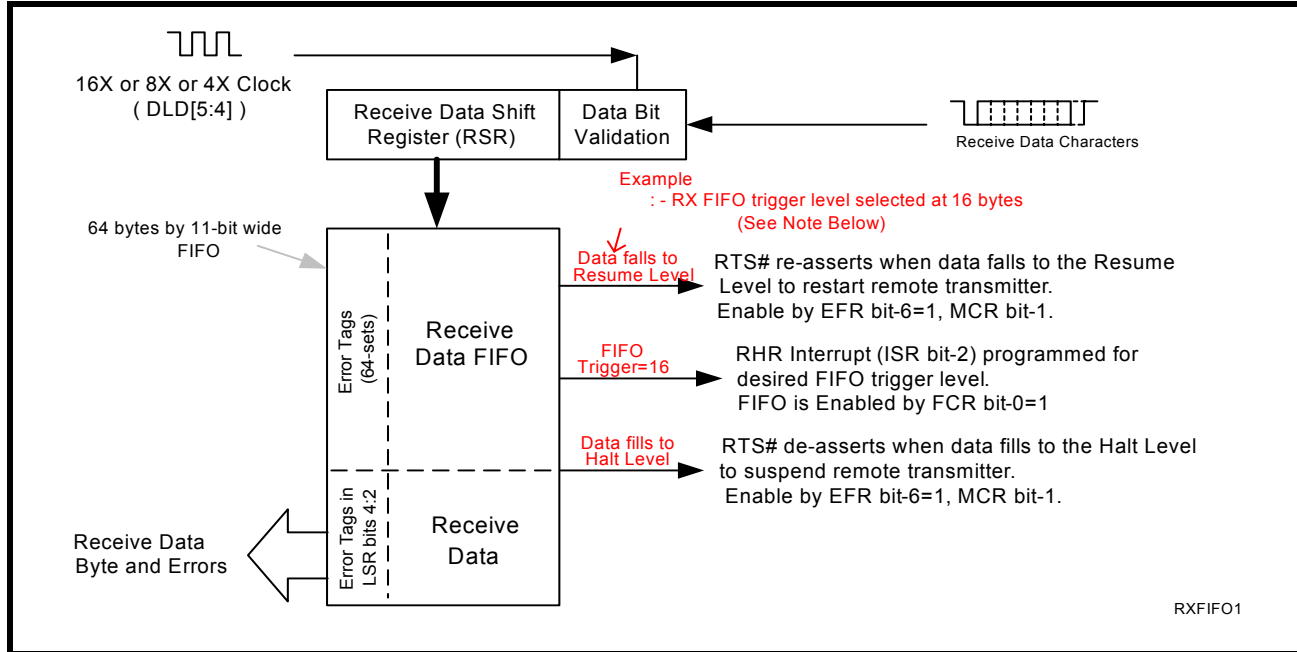 16X or 8X or 4X Clock
( DLD[5:4] )
Receive Data Shift
Register (RSR)
Data Bit
Validation
Receive Data Characters
Example
: - RX FIFO trigger level selected at 16 bytes
(See Note Below)
64 bytes by 11-bit wide
FIFO
Data falls to
Resume Level
RTS# re-asserts when data falls to the Resume
Level to restart remote transmitter.
Enable by EFR bit-6=1, MCR bit-1.
Error Tags
(64-sets)
Receive
Data FIFO
FIFO
Trigger=16
RHR Interrupt (ISR bit-2) programmed for
desired FIFO trigger level.
FIFO is Enabled by FCR bit-0=1
Data fills to
Halt Level
RTS# de-asserts when data fills to the Halt Level
to suspend remote transmitter.
Enable by EFR bit-6=1, MCR bit-1.
Error Tags in
LSR bits 4:2
Receive
Data
Receive Data
Byte and Errors
RXFIFO1